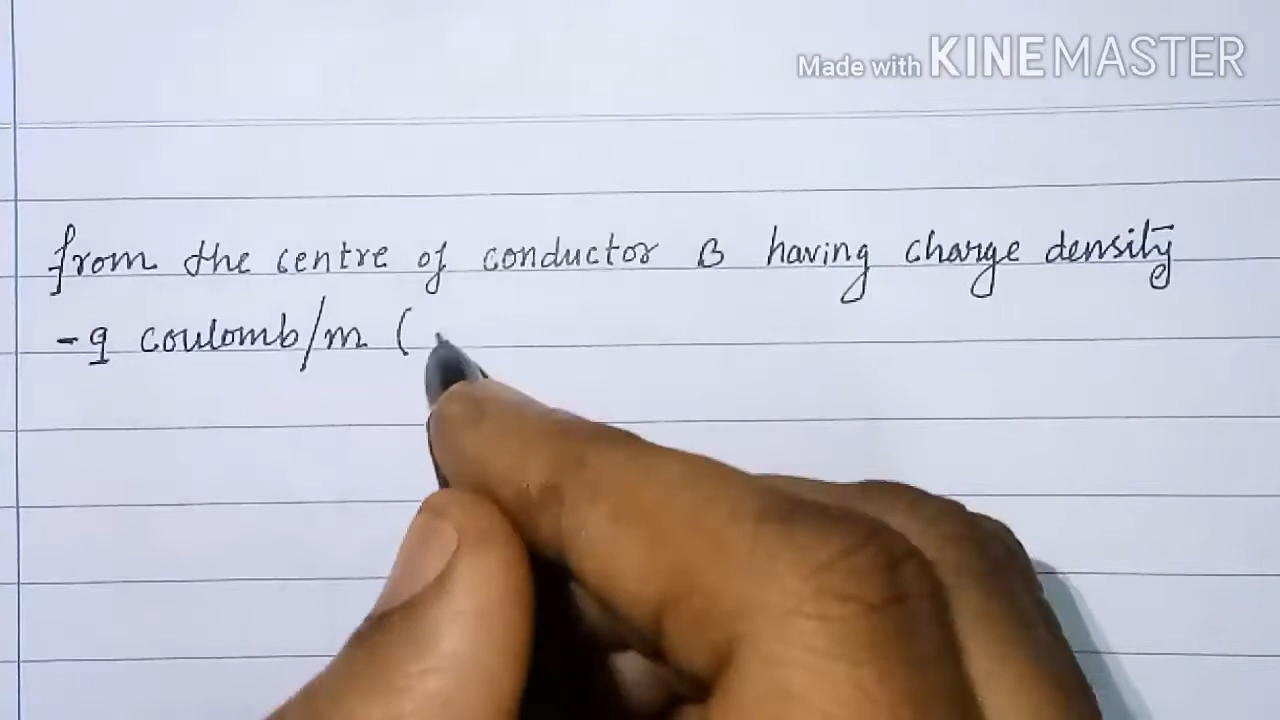 Made with KINEMASTER
from the centre of conductor B having charge density
-q coulomb/m (